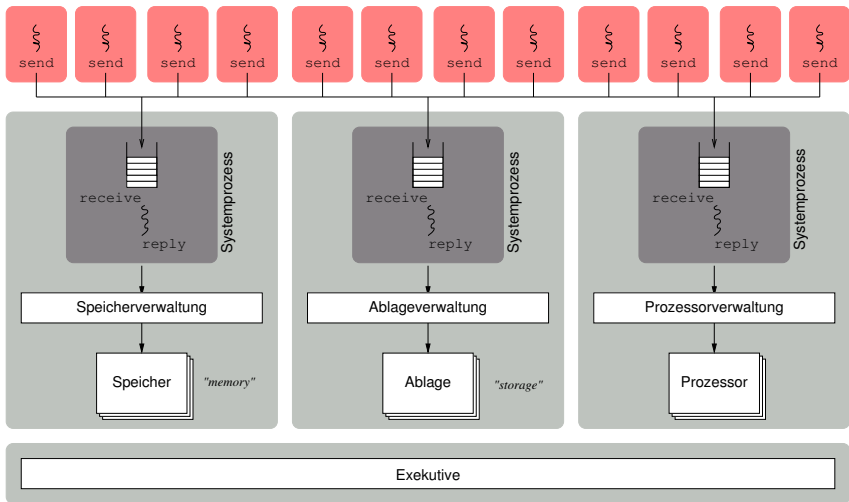 send send send send send send send send send send send send
receive
reply
Systemprozess
receive
reply
Systemprozess
receive
reply
Systemprozess
Speicherverwaltung
Ablageverwaltung
Prozessorverwaltung
Speicher
"memory"
Ablage
"storage"
Prozessor
Exekutive